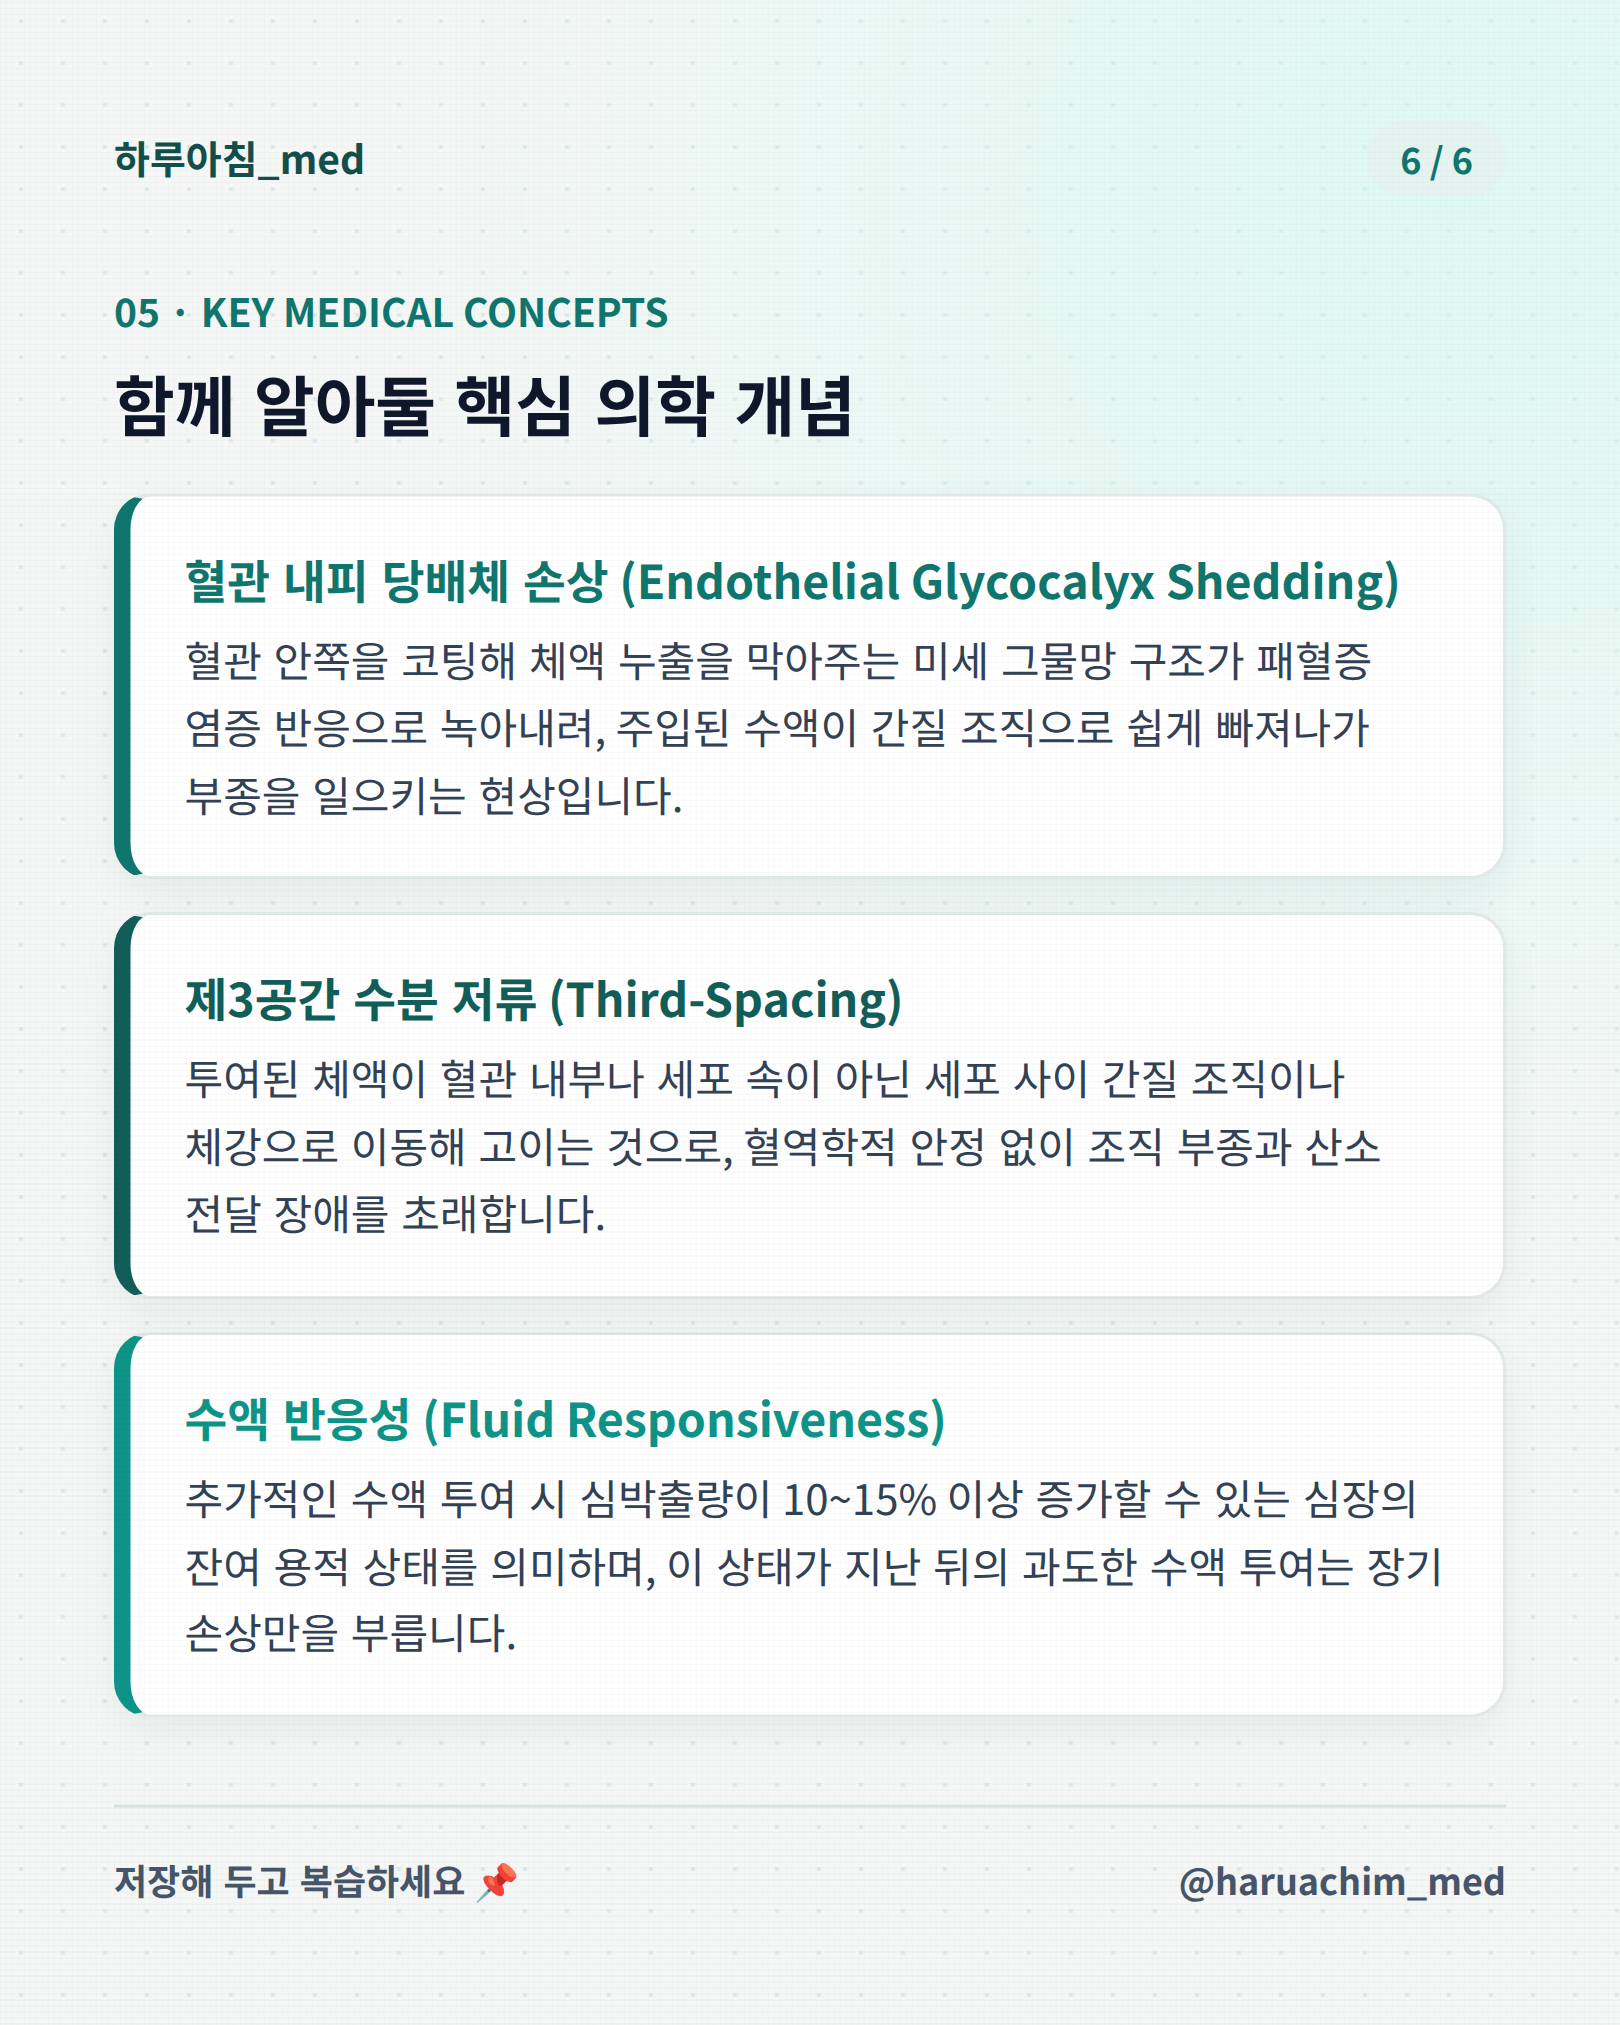 하루아침_med
6 / 6
05 · KEY MEDICAL CONCEPTS
함께 알아둘 핵심 의학 개념
혈관 내피 당배체 손상 (Endothelial Glycocalyx Shedding)
혈관 안쪽을 코팅해 체액 누출을 막아주는 미세 그물망 구조가 패혈증
염증 반응으로 녹아내려, 주입된 수액이 간질 조직으로 쉽게 빠져나가
부종을 일으키는 현상입니다.
제3공간 수분 저류 (Third-Spacing)
투여된 체액이 혈관 내부나 세포 속이 아닌 세포 사이 간질 조직이나
체강으로 이동해 고이는 것으로, 혈역학적 안정 없이 조직 부종과 산소
전달 장애를 초래합니다.
수액 반응성 (Fluid Responsiveness)
추가적인 수액 투여 시 심박출량이 10~15% 이상 증가할 수 있는 심장의
잔여 용적 상태를 의미하며, 이 상태가 지난 뒤의 과도한 수액 투여는 장기
손상만을 부릅니다.
저장해 두고 복습하세요 📌
@haruachim_med